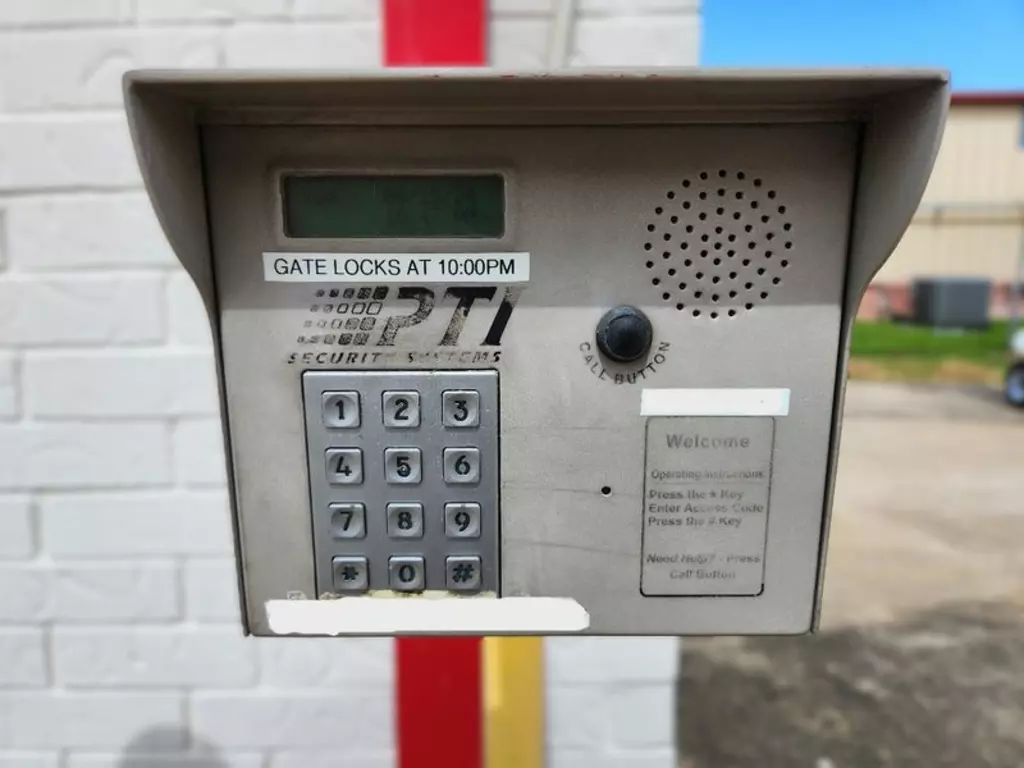 GATE LOCKS AT 10:00PM
PTI
SECURITY SYSTEMS
CALL BUTTON
1 2 3
4 5 6
7 8 9
* 0 #
Welcome
Operating Instructions
Press the * Key
Enter Access Code
Press the # Key
Need Help? - Press
Call Button